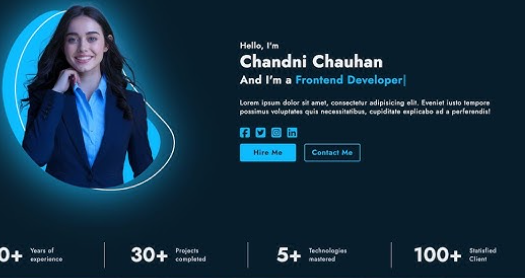 Hello, I'm
Chandni Chauhan
And I'm a Frontend Developer|
Lorem ipsum dolor sit amet, consectetur adipisicing elit. Eveniet iusto tempore
possimus voluptates quis necessitatibus, cupiditate explicabo ad a perferendis!
Hire Me
Contact Me
0+ Years of
experience
30+ Projects
completed
5+ Technologies
mastered
100+ Statisfied
Client